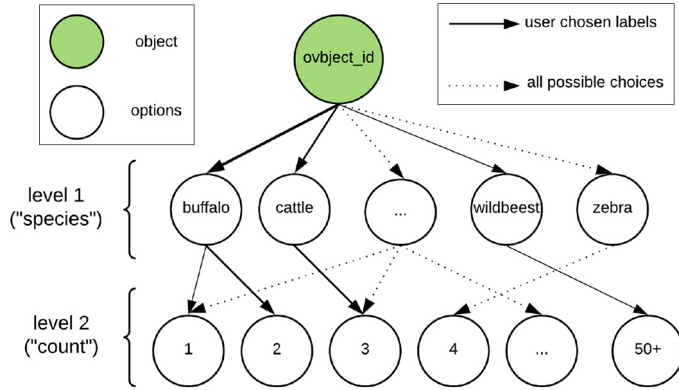 object
options
ovbject_id
user chosen labels
all possible choices
level 1
("species")
buffalo
cattle
...
wildbeest
zebra
level 2
("count")
1
2
3
4
...
50+